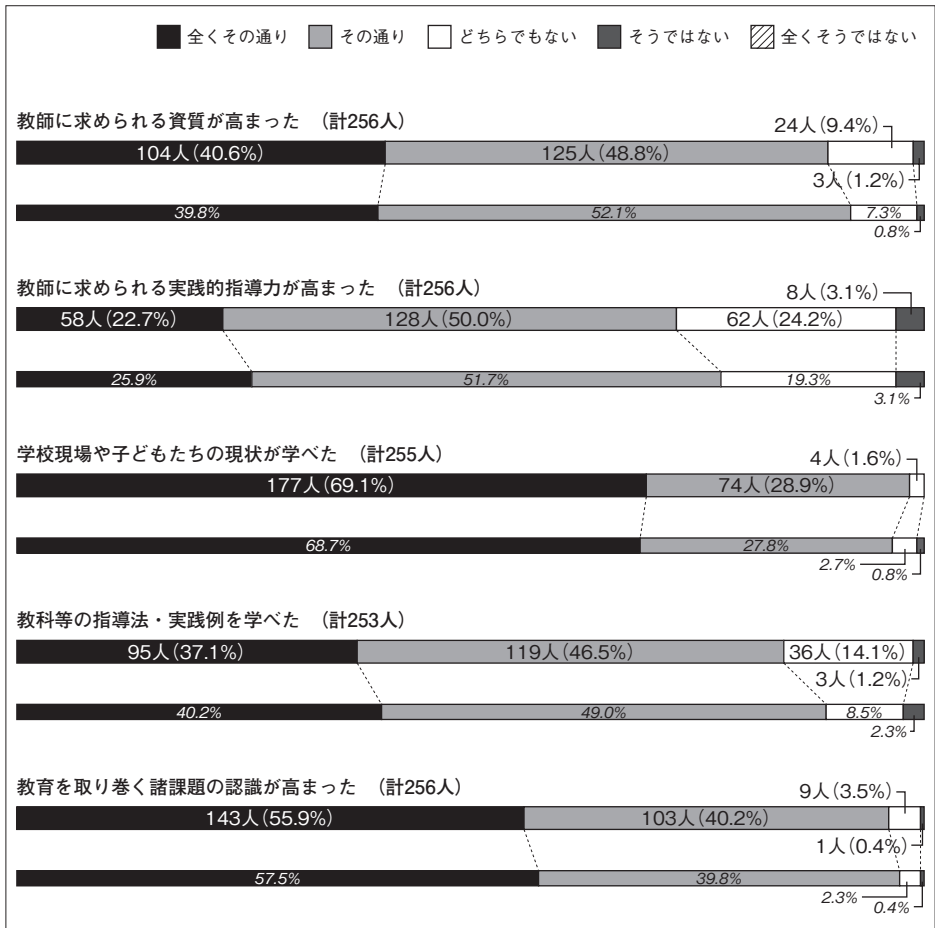 全くその通り その通り どちらでもない そうではない 全くそうではない
教師に求められる資質が高まった （計256人）
24人（9.4%）
104人（40.6%） 125人（48.8%）
3人（1.2%）
39.8% 52.1% 7.3%
0.8%
教師に求められる実践的指導力が高まった （計256人）
8人（3.1%）
58人（22.7%） 128人（50.0%） 62人（24.2%）
25.9% 51.7% 19.3%
3.1%
学校現場や子どもたちの現状が学べた （計255人）
4人（1.6%）
177人（69.1%） 74人（28.9%）
68.7% 27.8%
2.7% 0.8%
教科等の指導法・実践例を学べた （計253人）
95人（37.1%） 119人（46.5%） 36人（14.1%）
3人（1.2%）
40.2% 49.0% 8.5%
2.3%
教育を取り巻く諸課題の認識が高まった （計256人）
9人（3.5%）
143人（55.9%） 103人（40.2%）
1人（0.4%）
57.5% 39.8%
2.3% 0.4%